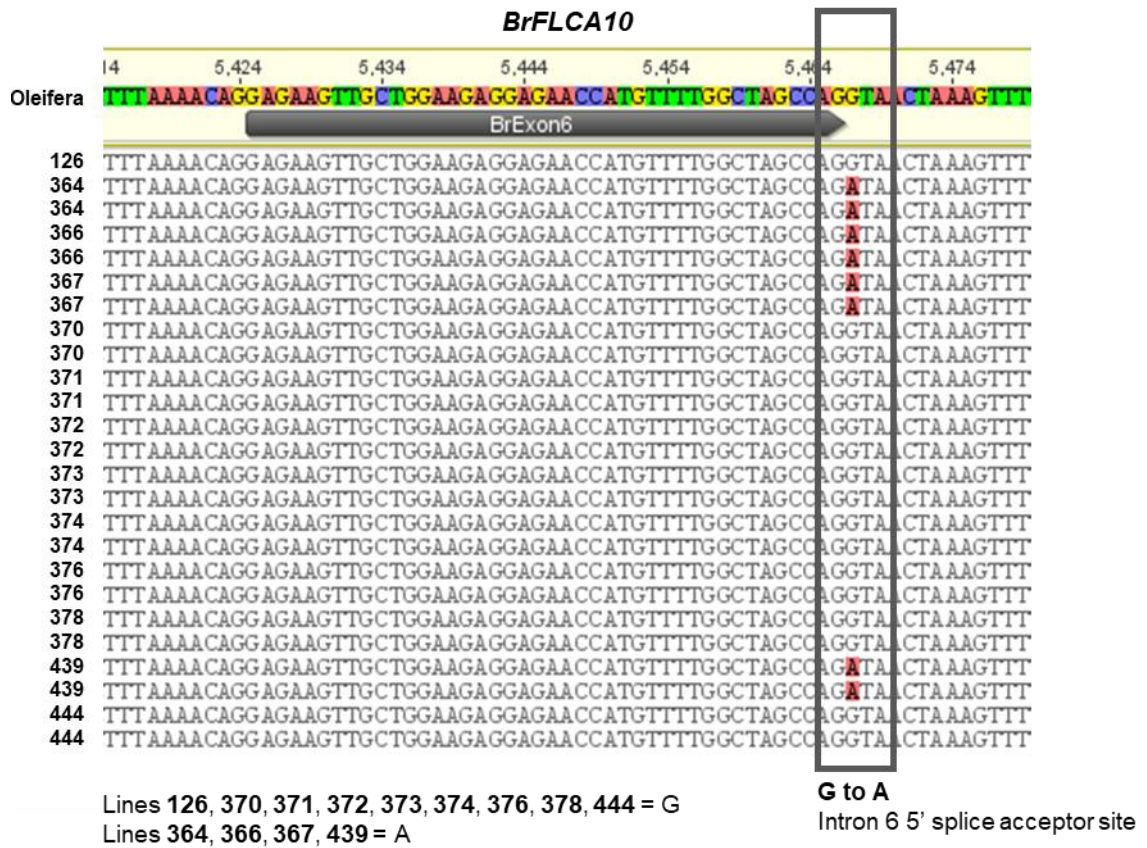 BrFLCA10
14 5,424 5,434 5,444 5,454 5,464 5,474
Oleifera TTTAAAACAGGAGAAGTTGCTGGAAGAGGAGAACCATGTTTTGGCTAGCCAGGTAACTAAAGTTT
BrExon6
126 TTTAAAACAGGAGAAGTTGCTGGAAGAGGAGAACCATGTTTTGGCTAGCCAGGTAACTAAAGTTT
364 TTTAAAACAGGAGAAGTTGCTGGAAGAGGAGAACCATGTTTTGGCTAGCCAGATAACTAAAGTTT
364 TTTAAAACAGGAGAAGTTGCTGGAAGAGGAGAACCATGTTTTGGCTAGCCAGATAACTAAAGTTT
366 TTTAAAACAGGAGAAGTTGCTGGAAGAGGAGAACCATGTTTTGGCTAGCCAGATAACTAAAGTTT
366 TTTAAAACAGGAGAAGTTGCTGGAAGAGGAGAACCATGTTTTGGCTAGCCAGATAACTAAAGTTT
367 TTTAAAACAGGAGAAGTTGCTGGAAGAGGAGAACCATGTTTTGGCTAGCCAGATAACTAAAGTTT
367 TTTAAAACAGGAGAAGTTGCTGGAAGAGGAGAACCATGTTTTGGCTAGCCAGATAACTAAAGTTT
370 TTTAAAACAGGAGAAGTTGCTGGAAGAGGAGAACCATGTTTTGGCTAGCCAGGTAACTAAAGTTT
370 TTTAAAACAGGAGAAGTTGCTGGAAGAGGAGAACCATGTTTTGGCTAGCCAGGTAACTAAAGTTT
371 TTTAAAACAGGAGAAGTTGCTGGAAGAGGAGAACCATGTTTTGGCTAGCCAGGTAACTAAAGTTT
371 TTTAAAACAGGAGAAGTTGCTGGAAGAGGAGAACCATGTTTTGGCTAGCCAGGTAACTAAAGTTT
372 TTTAAAACAGGAGAAGTTGCTGGAAGAGGAGAACCATGTTTTGGCTAGCCAGGTAACTAAAGTTT
372 TTTAAAACAGGAGAAGTTGCTGGAAGAGGAGAACCATGTTTTGGCTAGCCAGGTAACTAAAGTTT
373 TTTAAAACAGGAGAAGTTGCTGGAAGAGGAGAACCATGTTTTGGCTAGCCAGGTAACTAAAGTTT
373 TTTAAAACAGGAGAAGTTGCTGGAAGAGGAGAACCATGTTTTGGCTAGCCAGGTAACTAAAGTTT
374 TTTAAAACAGGAGAAGTTGCTGGAAGAGGAGAACCATGTTTTGGCTAGCCAGGTAACTAAAGTTT
374 TTTAAAACAGGAGAAGTTGCTGGAAGAGGAGAACCATGTTTTGGCTAGCCAGGTAACTAAAGTTT
376 TTTAAAACAGGAGAAGTTGCTGGAAGAGGAGAACCATGTTTTGGCTAGCCAGGTAACTAAAGTTT
376 TTTAAAACAGGAGAAGTTGCTGGAAGAGGAGAACCATGTTTTGGCTAGCCAGGTAACTAAAGTTT
378 TTTAAAACAGGAGAAGTTGCTGGAAGAGGAGAACCATGTTTTGGCTAGCCAGGTAACTAAAGTTT
378 TTTAAAACAGGAGAAGTTGCTGGAAGAGGAGAACCATGTTTTGGCTAGCCAGGTAACTAAAGTTT
439 TTTAAAACAGGAGAAGTTGCTGGAAGAGGAGAACCATGTTTTGGCTAGCCAGATAACTAAAGTTT
439 TTTAAAACAGGAGAAGTTGCTGGAAGAGGAGAACCATGTTTTGGCTAGCCAGATAACTAAAGTTT
444 TTTAAAACAGGAGAAGTTGCTGGAAGAGGAGAACCATGTTTTGGCTAGCCAGGTAACTAAAGTTT
444 TTTAAAACAGGAGAAGTTGCTGGAAGAGGAGAACCATGTTTTGGCTAGCCAGGTAACTAAAGTTT
Lines 126, 370, 371, 372, 373, 374, 376, 378, 444 = G
Lines 364, 366, 367, 439 = A
G to A
Intron 6 5’ splice acceptor site